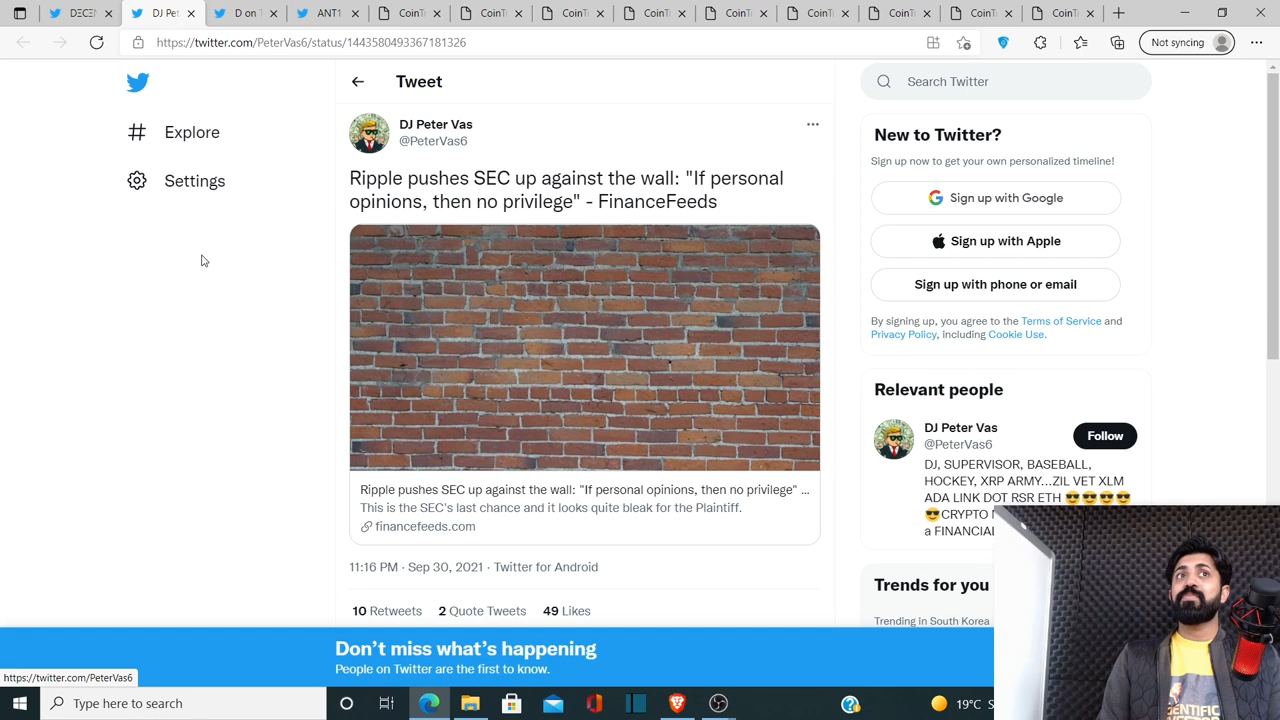 DECE
DJ Pet
D on T
ANT1
CoinTr
CoinTr
CoinTr
CoinTr
CoinTr
CoinTr
CoinTr
CoinTr
CoinTr
https://twitter.com/PeterVas6/status/1443580493367181326
Not syncing
Explore
Settings
Tweet
DJ Peter Vas
@PeterVas6
Ripple pushes SEC up against the wall: "If personal
opinions, then no privilege" - FinanceFeeds
Ripple pushes SEC up against the wall: "If personal opinions, then no privilege" ...
This is the SEC's last chance and it looks quite bleak for the Plaintiff.
financefeeds.com
11:16 PM · Sep 30, 2021 · Twitter for Android
10 Retweets 2 Quote Tweets 49 Likes
Search Twitter
New to Twitter?
Sign up now to get your own personalized timeline!
Sign up with Google
Sign up with Apple
Sign up with phone or email
By signing up, you agree to the Terms of Service and
Privacy Policy, including Cookie Use.
Relevant people
DJ Peter Vas
@PeterVas6
Follow
DJ, SUPERVISOR, BASEBALL,
HOCKEY, XRP ARMY...ZIL VET XLM
ADA LINK DOT RSR ETH 😎😎😎😎
😎CRYPTO
a FINANCIAL
Trends for you
Trending in South Korea
Don't miss what's happening
People on Twitter are the first to know.
https://twitter.com/PeterVas6
Type here to search
19°C S